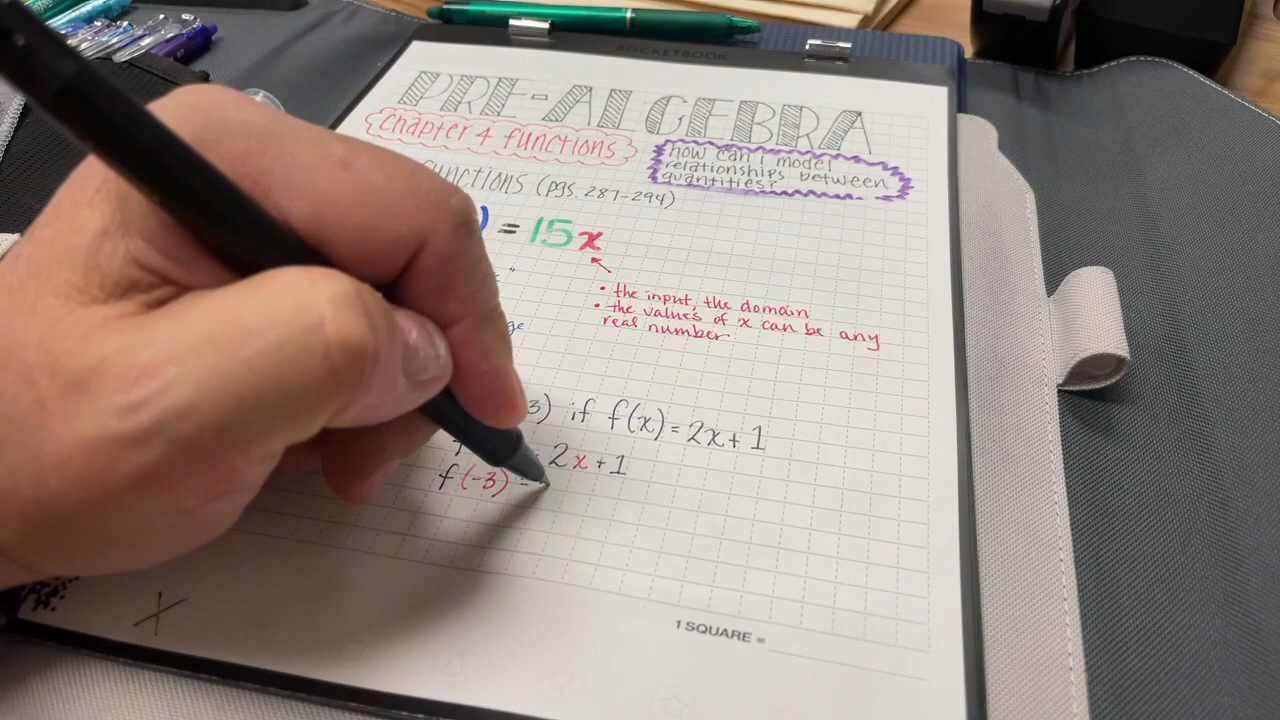 ROCKETBOOK
PRE-ALGEBRA
chapter 4 functions
how can I model
relationships between
quantities?
functions (pgs. 287-294)
) = 15x
• the input, the domain
• the values of x can be any
real number
3) if f(x) = 2x + 1
2x + 1
f(-3) =
X
1 SQUARE =